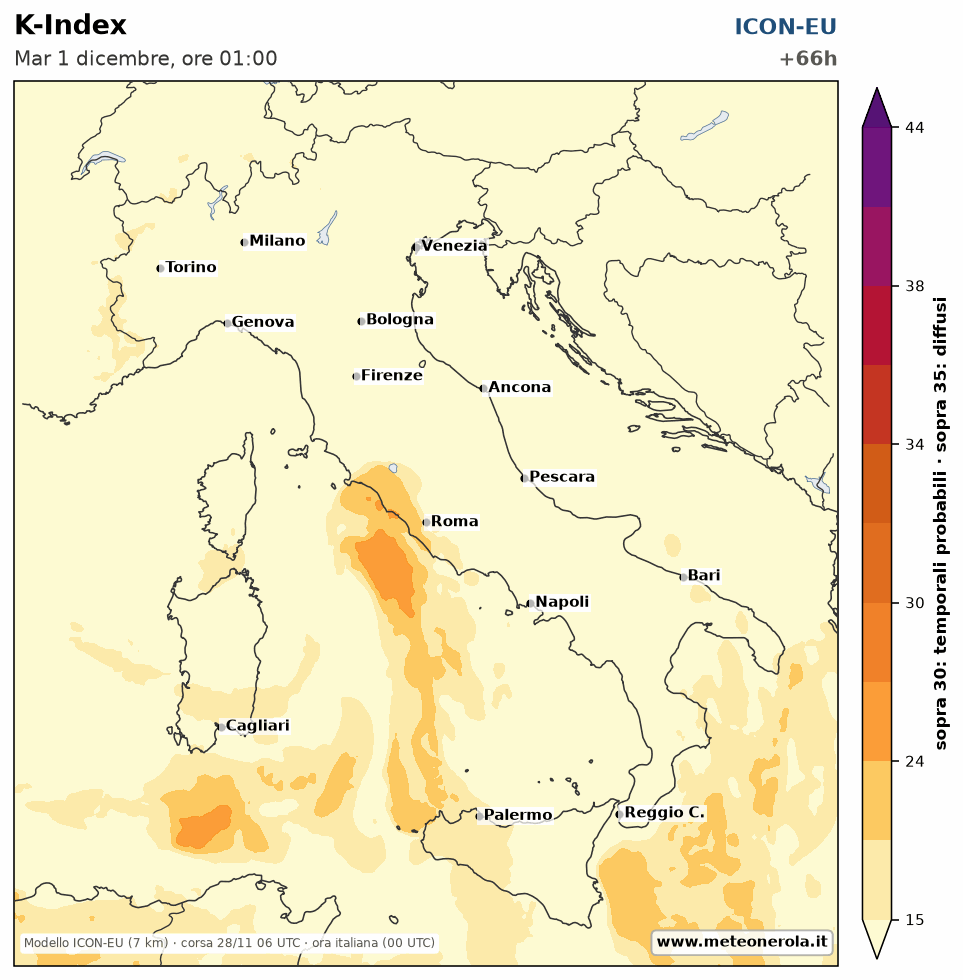 K-Index
ICON-EU
Mar 1 dicembre, ore 01:00
+66h
Milano
Venezia
Torino
Genova
Bologna
Firenze
Ancona
Pescara
Roma
Bari
Napoli
Cagliari
Palermo
Reggio C.
44
38
34
30
24
15
sopra 30: temporali probabili · sopra 35: diffusi
Modello ICON-EU (7 km) · corsa 28/11 06 UTC · ora italiana (00 UTC)
www.meteonerola.it